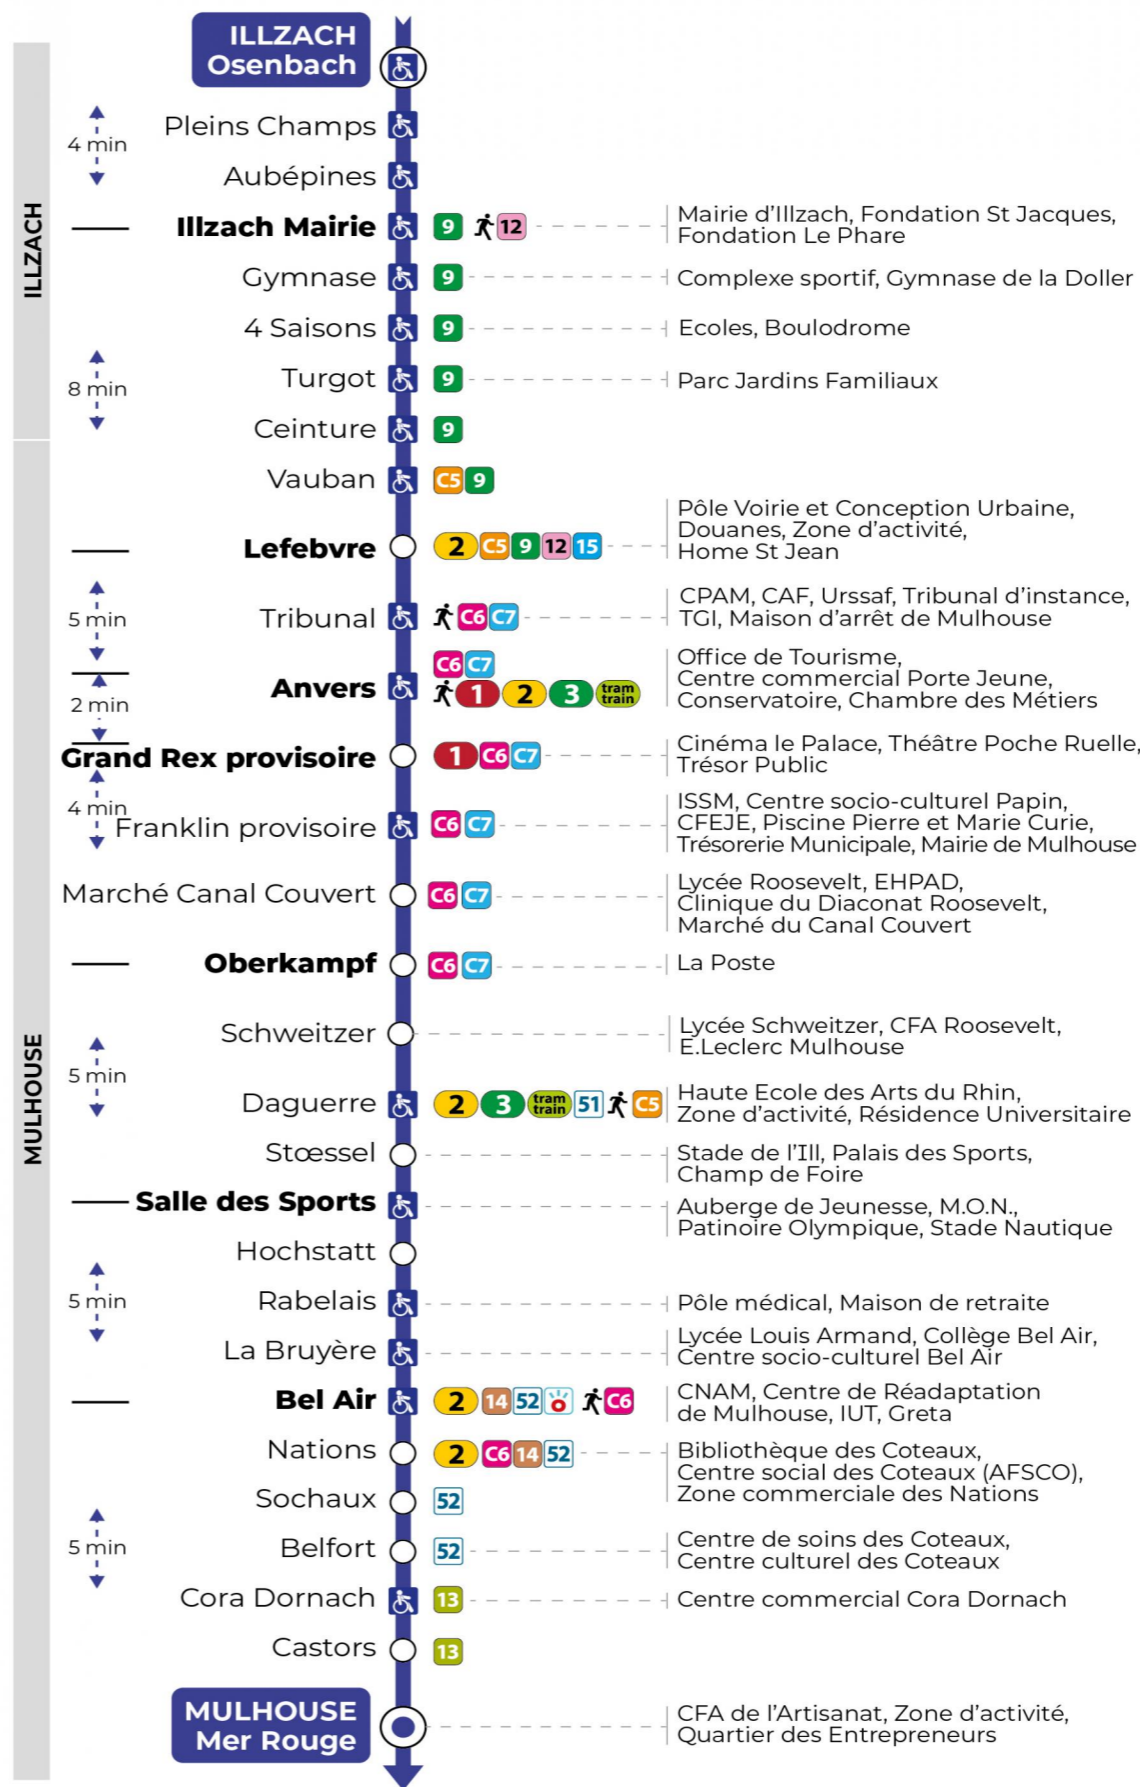 ILLZACH
Osenbach
ILLZACH
4 min
Pleins Champs
Aubépines
Illzach Mairie 9 12
Mairie d'Illzach, Fondation St Jacques,
Fondation Le Phare
Gymnase 9 Complexe sportif, Gymnase de la Doller
4 Saisons 9 Ecoles, Boulodrome
8 min
Turgot 9 Parc Jardins Familiaux
Ceinture 9
MULHOUSE
Vauban C5 9
Lefebvre 2 C5 9 12 15
Pôle Voirie et Conception Urbaine,
Douanes, Zone d'activité,
Home St Jean
5 min
Tribunal C6 C7
CPAM, CAF, Urssaf, Tribunal d'instance,
TGI, Maison d'arrêt de Mulhouse
C6 C7
Anvers 1 2 3 tram
train
Office de Tourisme,
Centre commercial Porte Jeune,
Conservatoire, Chambre des Métiers
2 min
Grand Rex provisoire 1 C6 C7
Cinéma le Palace, Théâtre Poche Ruelle,
Trésor Public
4 min
Franklin provisoire C6 C7
ISSM, Centre socio-culturel Papin,
CFEJE, Piscine Pierre et Marie Curie,
Trésorerie Municipale, Mairie de Mulhouse
Marché Canal Couvert C6 C7
Lycée Roosevelt, EHPAD,
Clinique du Diaconat Roosevelt,
Marché du Canal Couvert
Oberkampf C6 C7 La Poste
Schweitzer
Lycée Schweitzer, CFA Roosevelt,
E.Leclerc Mulhouse
5 min
Daguerre 2 3 tram
train 51 C5
Haute Ecole des Arts du Rhin,
Zone d'activité, Résidence Universitaire
Stœssel
Stade de l'Ill, Palais des Sports,
Champ de Foire
Salle des Sports
Auberge de Jeunesse, M.O.N.,
Patinoire Olympique, Stade Nautique
Hochstatt
5 min
Rabelais Pôle médical, Maison de retraite
La Bruyère
Lycée Louis Armand, Collège Bel Air,
Centre socio-culturel Bel Air
Bel Air 2 14 52 C6
CNAM, Centre de Réadaptation
de Mulhouse, IUT, Greta
Nations 2 C6 14 52
Bibliothèque des Coteaux,
Centre social des Coteaux (AFSCO),
Zone commerciale des Nations
Sochaux 52
5 min
Belfort 52
Centre de soins des Coteaux,
Centre culturel des Coteaux
Cora Dornach 13 Centre commercial Cora Dornach
Castors 13
MULHOUSE
Mer Rouge
CFA de l'Artisanat, Zone d'activité,
Quartier des Entrepreneurs